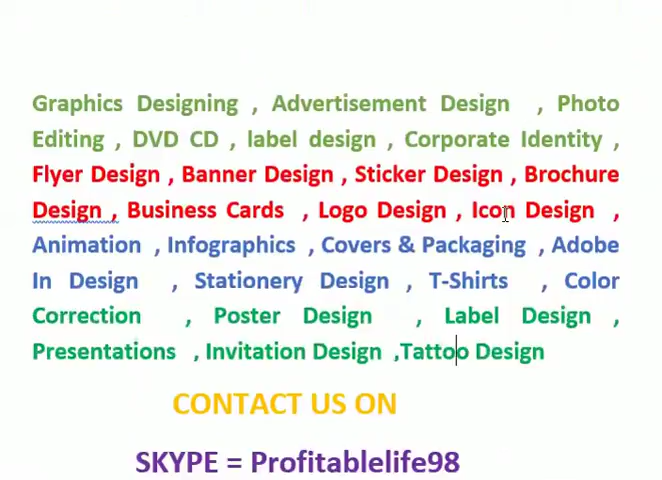 Graphics Designing , Advertisement Design , Photo
Editing , DVD CD , label design , Corporate Identity ,
Flyer Design , Banner Design , Sticker Design , Brochure
Design , Business Cards , Logo Design , Icon Design ,
Animation , Infographics , Covers & Packaging , Adobe
In Design , Stationery Design , T-Shirts , Color
Correction , Poster Design , Label Design ,
Presentations , Invitation Design ,Tattoo Design
CONTACT US ON
SKYPE = Profitablelife98